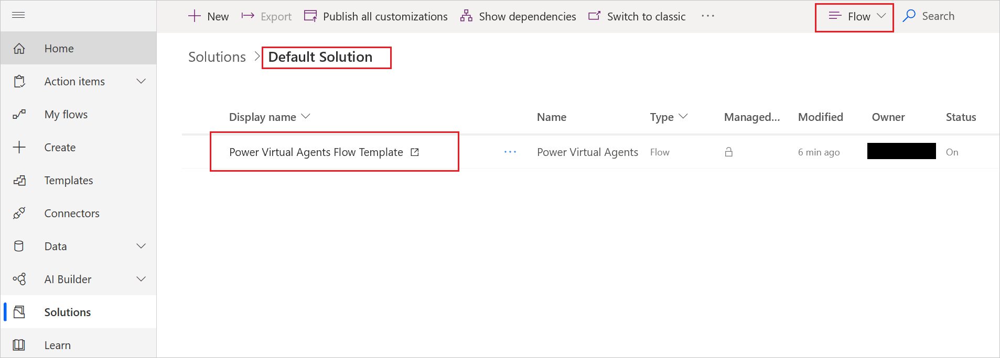 New Export Publish all customizations Show dependencies Switch to classic ··· Flow Search
Home
Action items
My flows
Create
Templates
Connectors
Data
AI Builder
Solutions
Learn
Solutions > Default Solution
Display name Name Type Managed... Modified Owner Status
Power Virtual Agents Flow Template ··· Power Virtual Agents Flow 6 min ago On